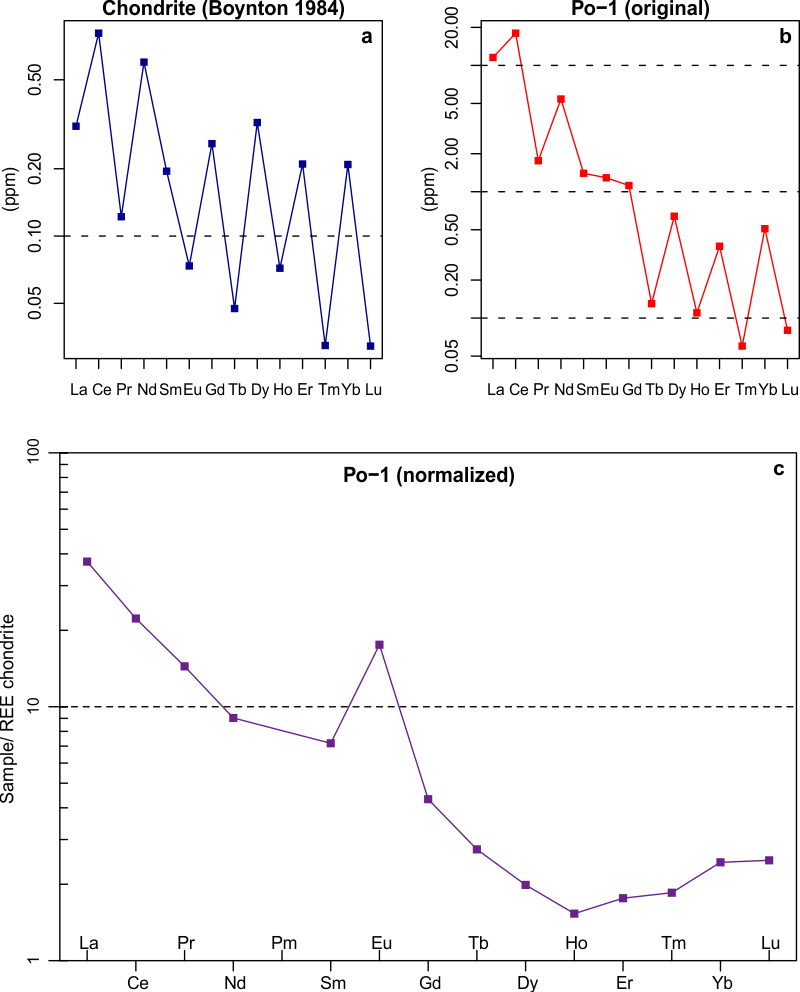 Chondrite (Boynton 1984)
a
(ppm)
0.50
0.20
0.10
0.05
La Ce Pr Nd Sm Eu Gd Tb Dy Ho Er Tm Yb Lu
Po−1 (original)
b
(ppm)
20.00
5.00
2.00
0.50
0.20
0.05
La Ce Pr Nd Sm Eu Gd Tb Dy Ho Er Tm Yb Lu
Po−1 (normalized)
c
Sample/ REE chondrite
100
10
1
La Pr Pm Eu Tb Ho Tm Lu
Ce Nd Sm Gd Dy Er Yb